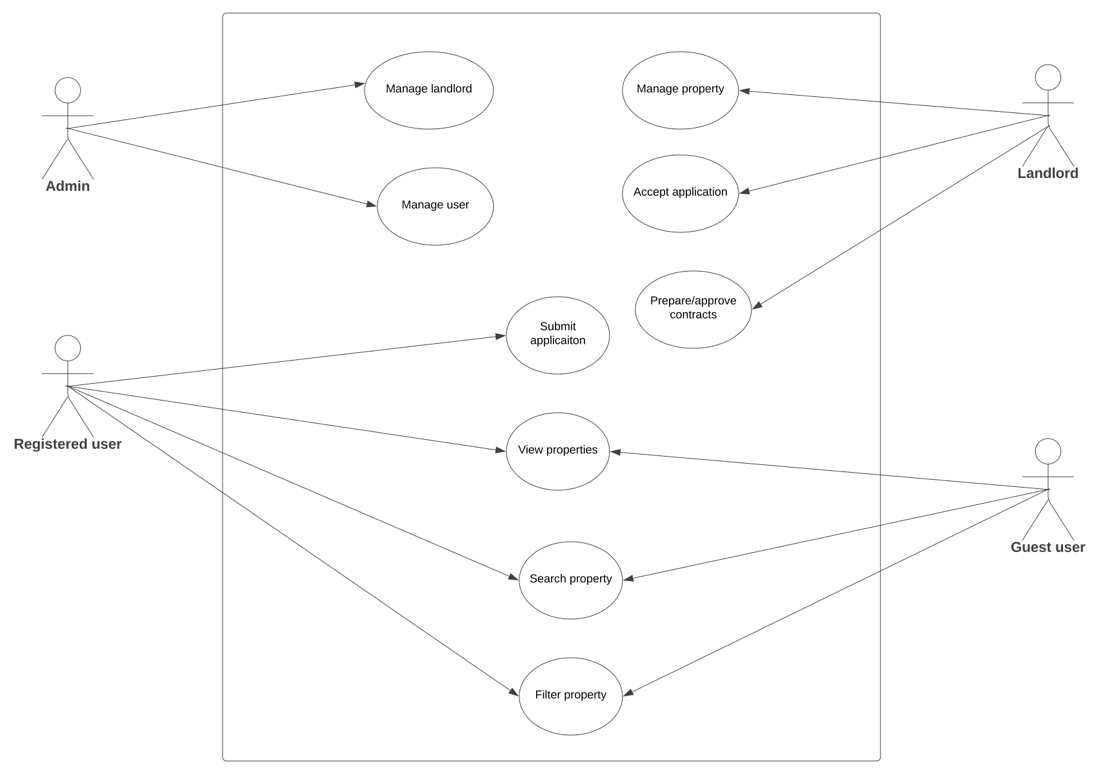 Manage landlord
Manage property
Admin
Landlord
Manage user
Accept application
Prepare/approve
contracts
Submit
applicaiton
Registered user
View properties
Guest user
Search property
Filter property